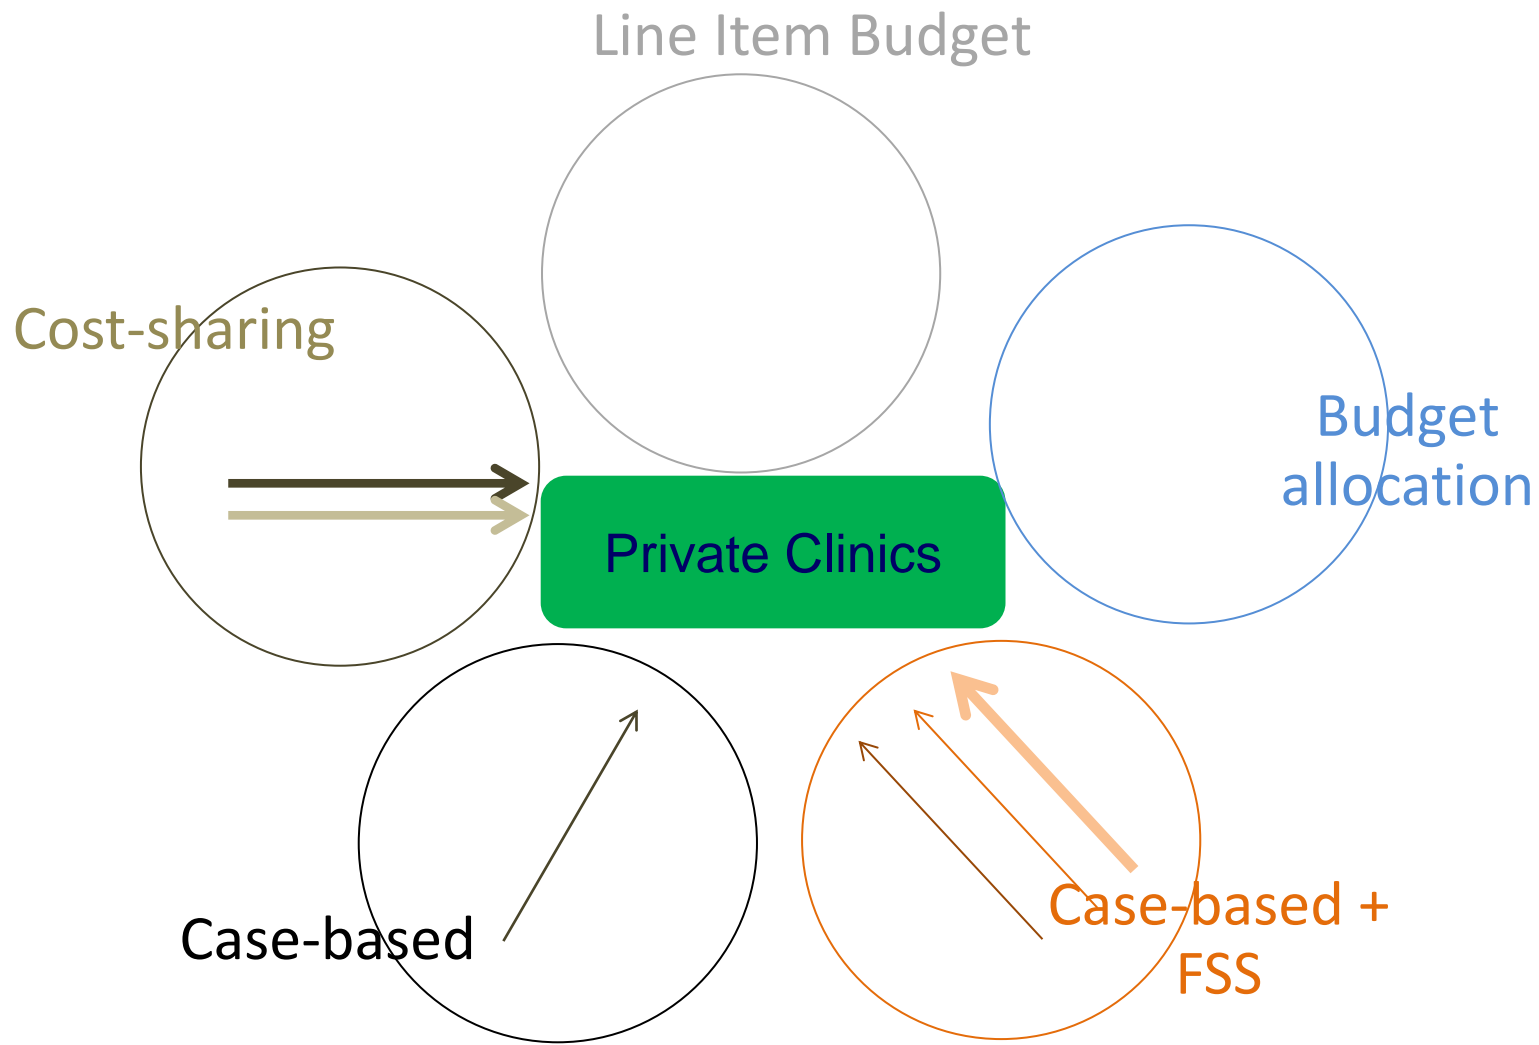 Line Item Budget
Cost-sharing
Budget
allocation
Private Clinics
Case-based
Case-based +
FSS